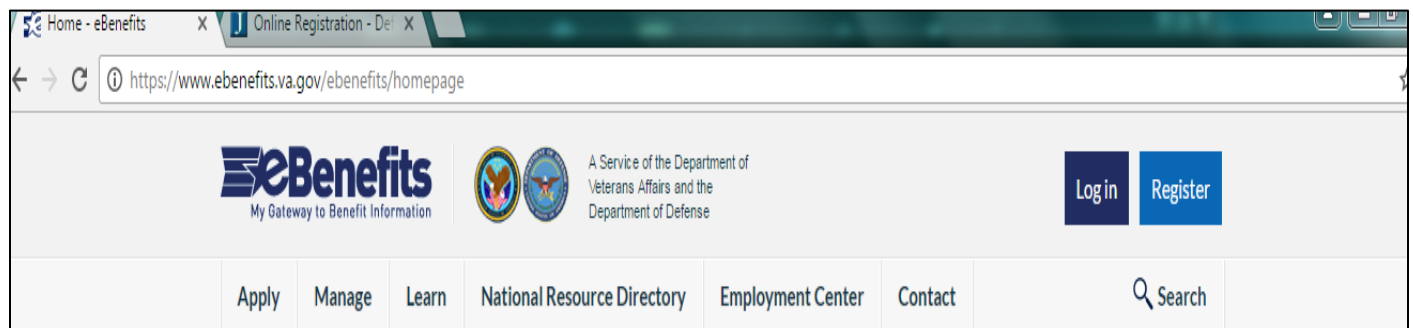 Home - eBenefits X Online Registration - Def X
https://www.ebenefits.va.gov/ebenefits/homepage
eBenefits
My Gateway to Benefit Information
A Service of the Department of
Veterans Affairs and the
Department of Defense
Log in Register
Apply Manage Learn National Resource Directory Employment Center Contact Search